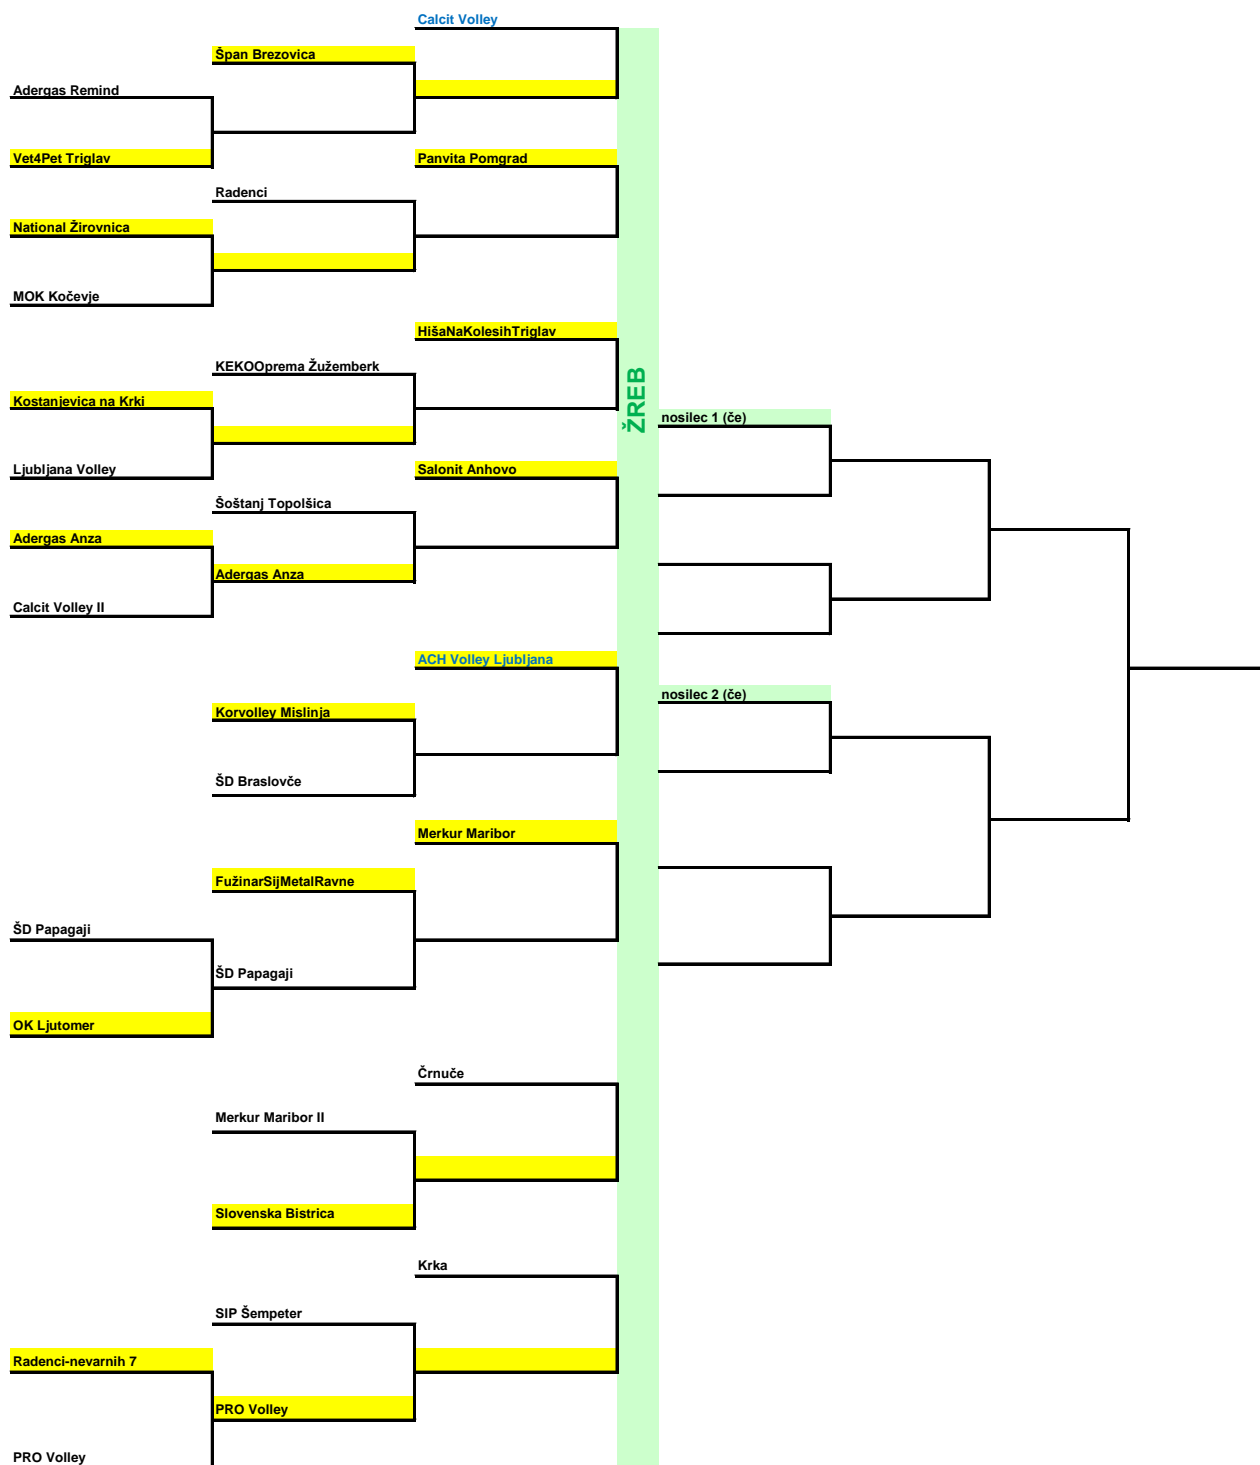 Calcit Volley
Špan Brezovica
Adergas Remind
Vet4Pet Triglav
Panvita Pomgrad
Radenci
National Žirovnica
MOK Kočevje
HišaNaKolesihTriglav
KEKOOprema Žužemberk
Kostanjevica na Krki
ŽREB
nosilec 1 (če)
Ljubljana Volley
Salonit Anhovo
Šoštanj Topolšica
Adergas Anza
Adergas Anza
Calcit Volley II
ACH Volley Ljubljana
nosilec 2 (če)
Korvolley Mislinja
ŠD Braslovče
Merkur Maribor
FužinarSijMetalRavne
ŠD Papagaji
ŠD Papagaji
OK Ljutomer
Črnuče
Merkur Maribor II
Slovenska Bistrica
Krka
SIP Šempeter
Radenci-nevarnih 7
PRO Volley
PRO Volley